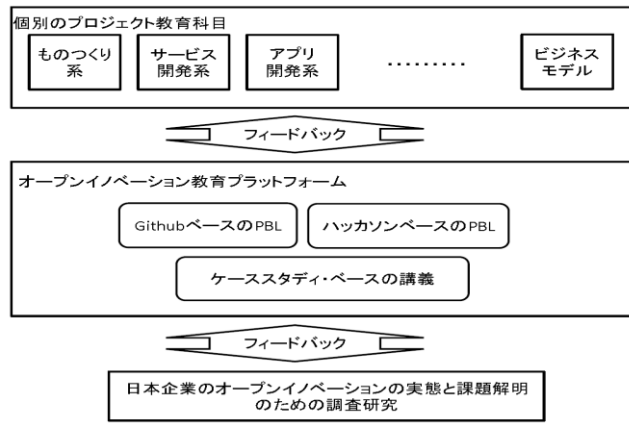 個別のプロジェクト教育科目
ものつくり
系
サービス
開発系
アプリ
開発系
………
ビジネス
モデル
フィードバック
オープンイノベーション教育プラットフォーム
GithubベースのPBL
ハッカソンベースのPBL
ケーススタディ・ベースの講義
フィードバック
日本企業のオープンイノベーションの実態と課題解明
のための調査研究